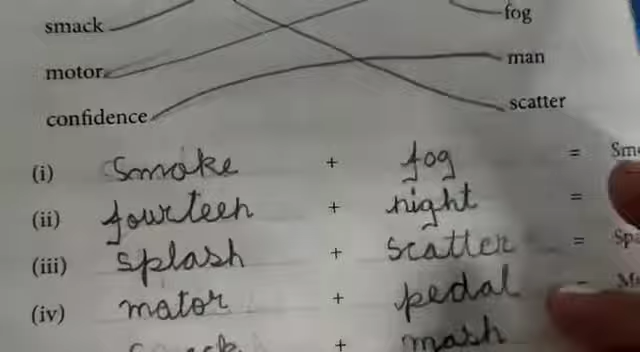 smack fog
motor man
confidence scatter
(i) Smoke + fog = Sm
(ii) fourteen + night =
(iii) splash + scatter = Spa
(iv) motor + pedal = M
+ mash